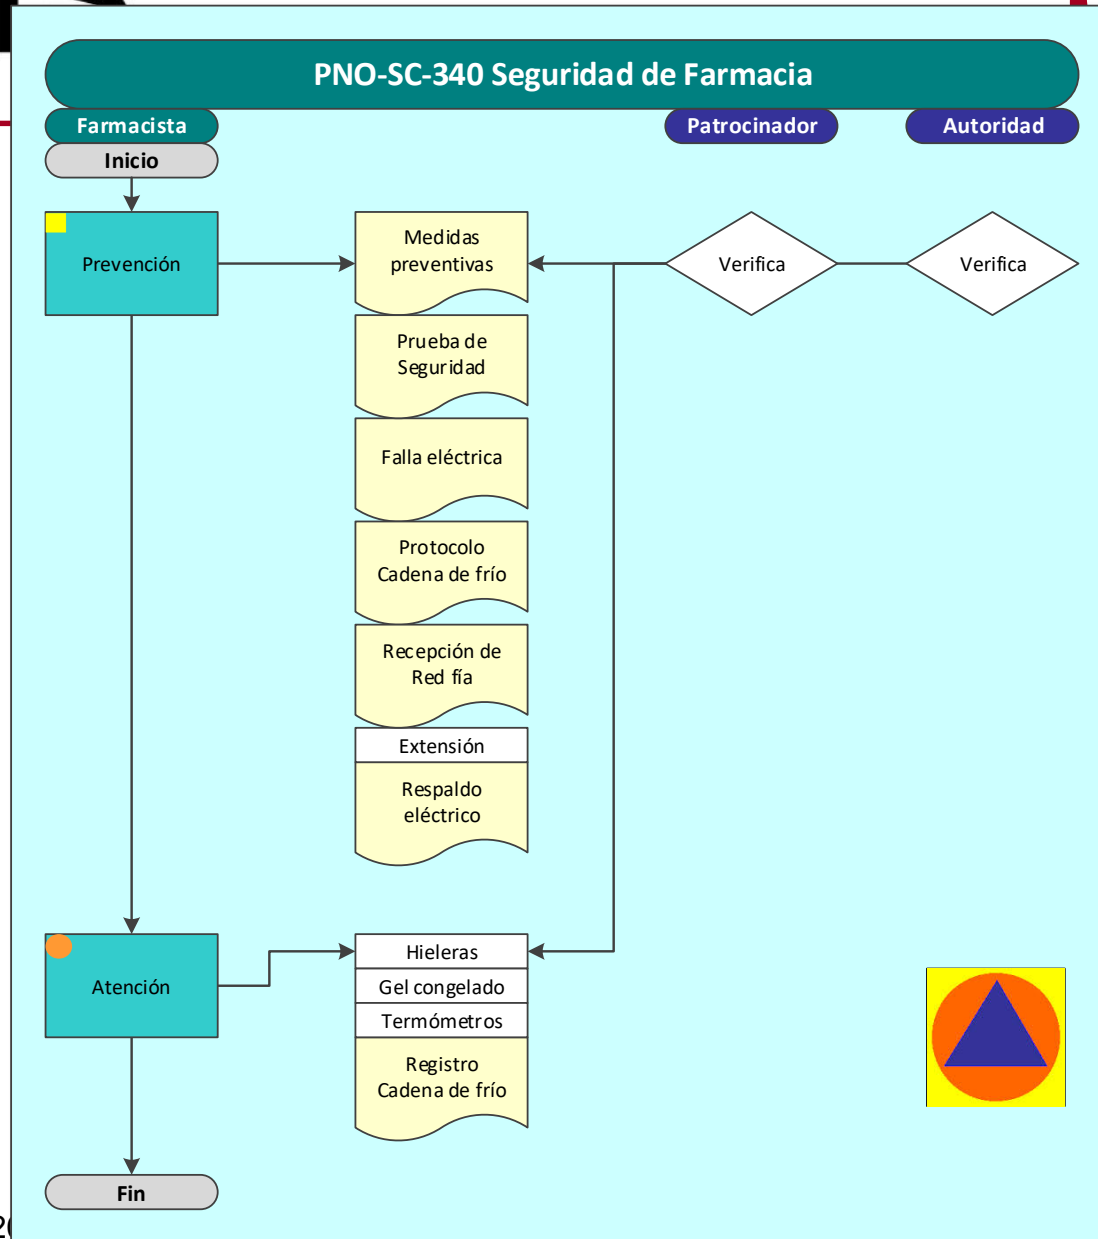 PNO-SC-340 Seguridad de Farmacia
Farmacista
Patrocinador
Autoridad
Inicio
Prevención
Medidas
preventivas
Verifica
Verifica
Prueba de
Seguridad
Falla eléctrica
Protocolo
Cadena de frío
Recepción de
Red fía
Extensión
Respaldo
eléctrico
Atención
Hieleras
Gel congelado
Termómetros
Registro
Cadena de frío
Fin